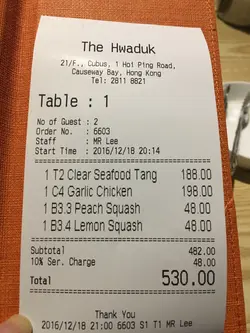 The Hwaduk
21/F., Cubus, 1 Hoi Ping Road,
Causeway Bay, Hong Kong
Tel: 2811 8821
Table : 1
No of Guest : 2
Order No. : 6603
Staff : MR Lee
Start Time : 2016/12/18 20:14
1 T2 Clear Seafood Tang 188.00
1 C4 Garlic Chicken 198.00
1 B3.3 Peach Squash 48.00
1 B3.4 Lemon Squash 48.00
Subtotal 482.00
10% Ser. Charge 48.00
Total 530.00
Thank You
2016/12/18 21:00 6603 S1 T1 MR Lee